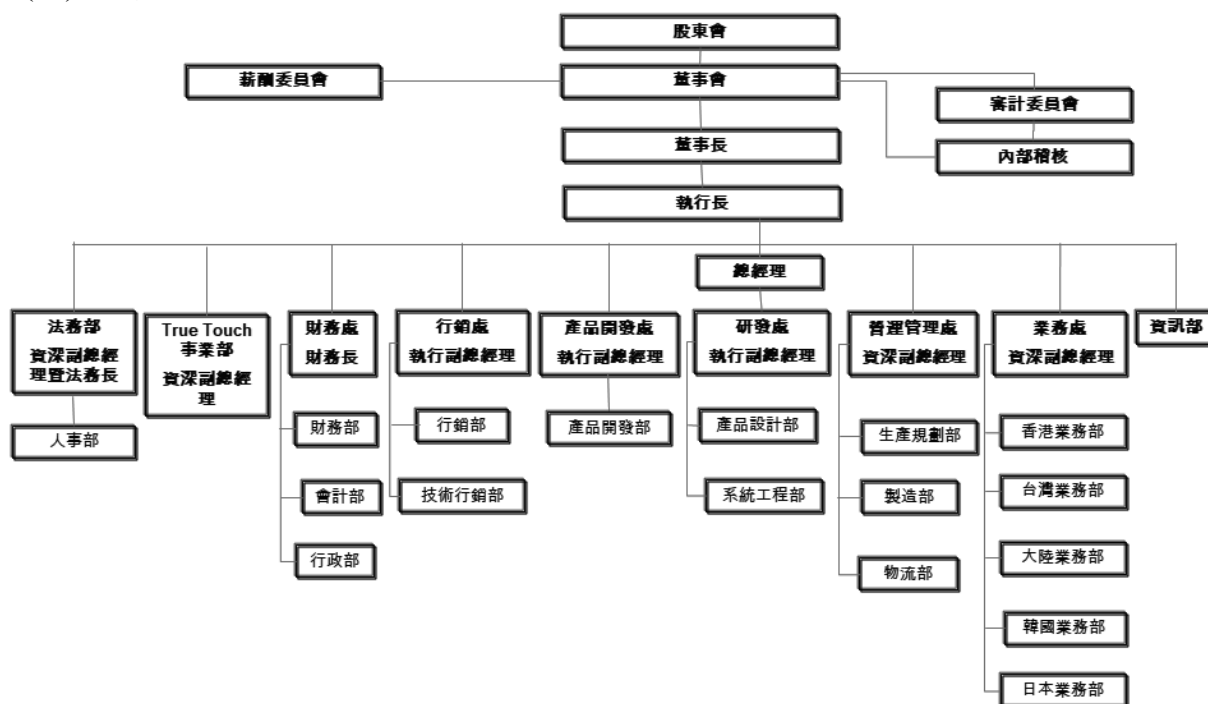 股東會
薪酬委員會
董事會
審計委員會
董事長
內部稽核
執行長
總經理
法務部
資深副總經
理暨法務長
True Touch
事業部
資深副總經
理
財務處
財務長
行銷處
執行副總經理
產品開發處
執行副總經理
研發處
執行副總經理
營運管理處
資深副總經理
業務處
資深副總經理
資訊部
人事部
財務部
行銷部
產品開發部
產品設計部
生產規劃部
香港業務部
會計部
技術行銷部
系統工程部
製造部
台灣業務部
行政部
物流部
大陸業務部
韓國業務部
日本業務部